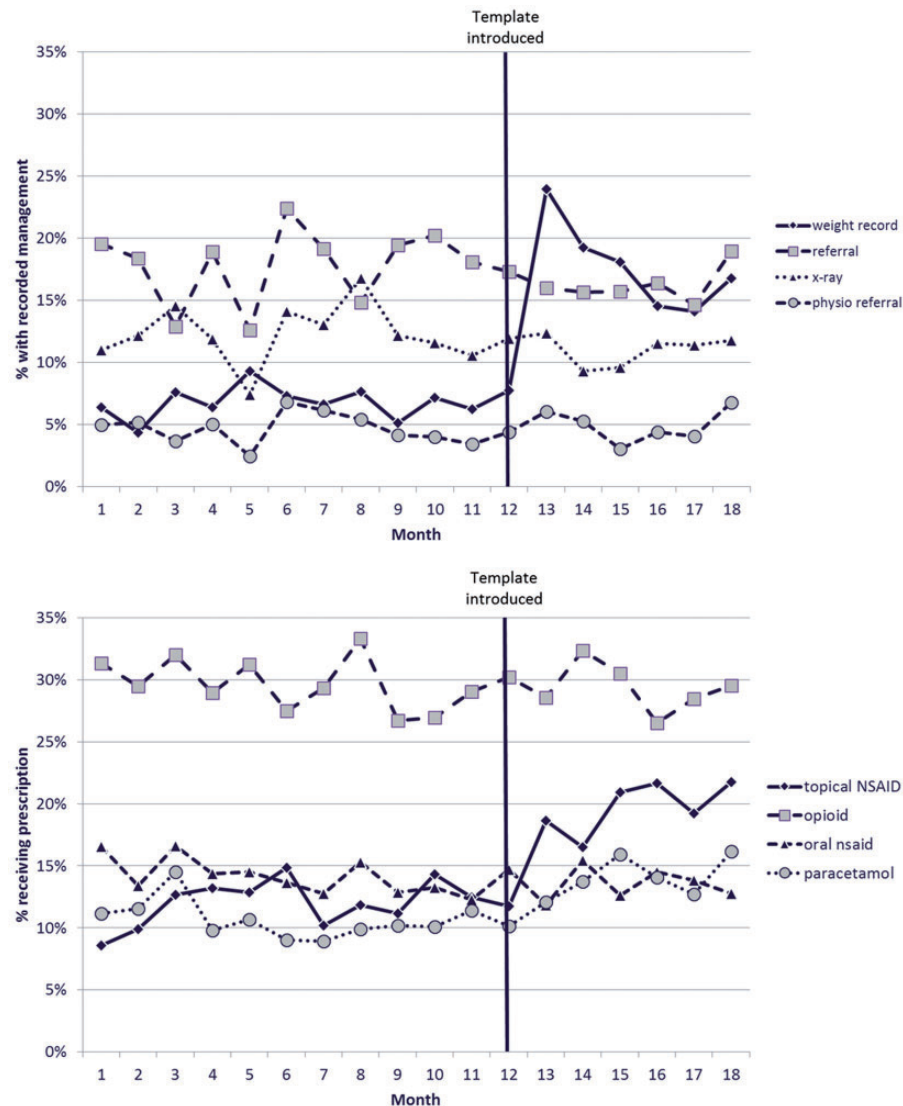 Template
introduced
35%
30%
25%
20%
15%
10%
5%
0%
% with recorded management
1 2 3 4 5 6 7 8 9 10 11 12 13 14 15 16 17 18
Month
weight record
referral
x-ray
physio referral
Template
introduced
35%
30%
25%
20%
15%
10%
5%
0%
% receiving prescription
1 2 3 4 5 6 7 8 9 10 11 12 13 14 15 16 17 18
Month
topical NSAID
opioid
oral nsaid
paracetamol